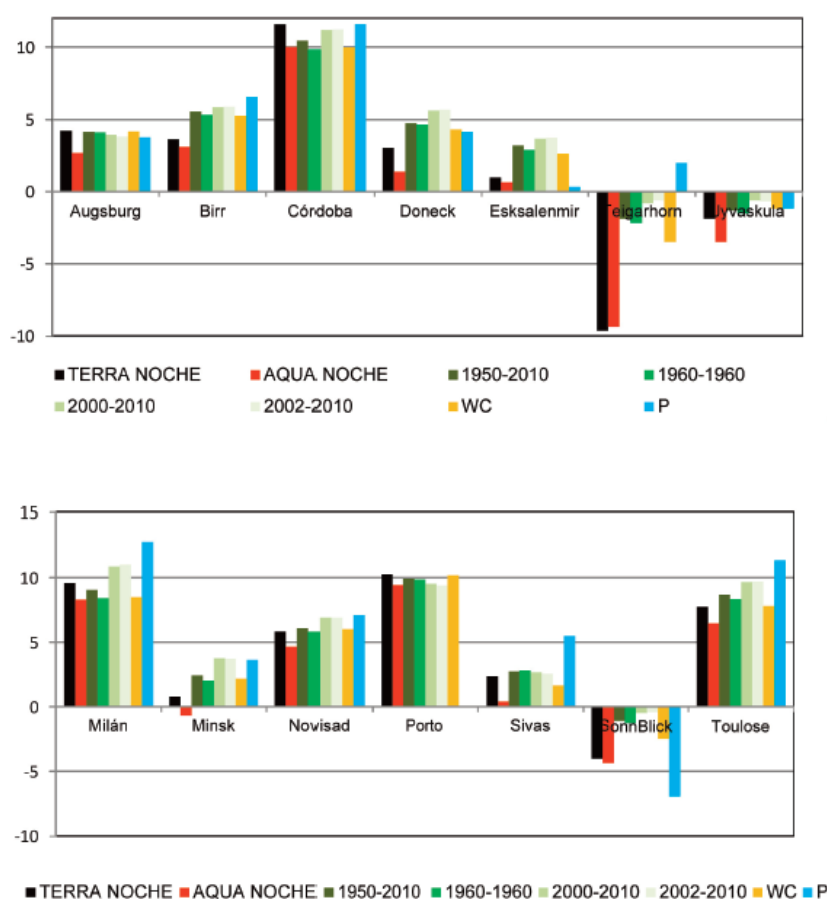 10
5
0
Augsburg Birr Córdoba Doneck Esksalenmir Teigarhorn Jyvaskula
-5
-10
TERRA NOCHE AQUA. NOCHE 1950-2010 1960-1960
2000-2010 2002-2010 WC P
15
10
5
0
Milán Minsk Novisad Porto Sivas SonnBlick Toulose
-5
-10
TERRA NOCHE AQUA NOCHE 1950-2010 1960-1960 2000-2010 2002-2010 WC P